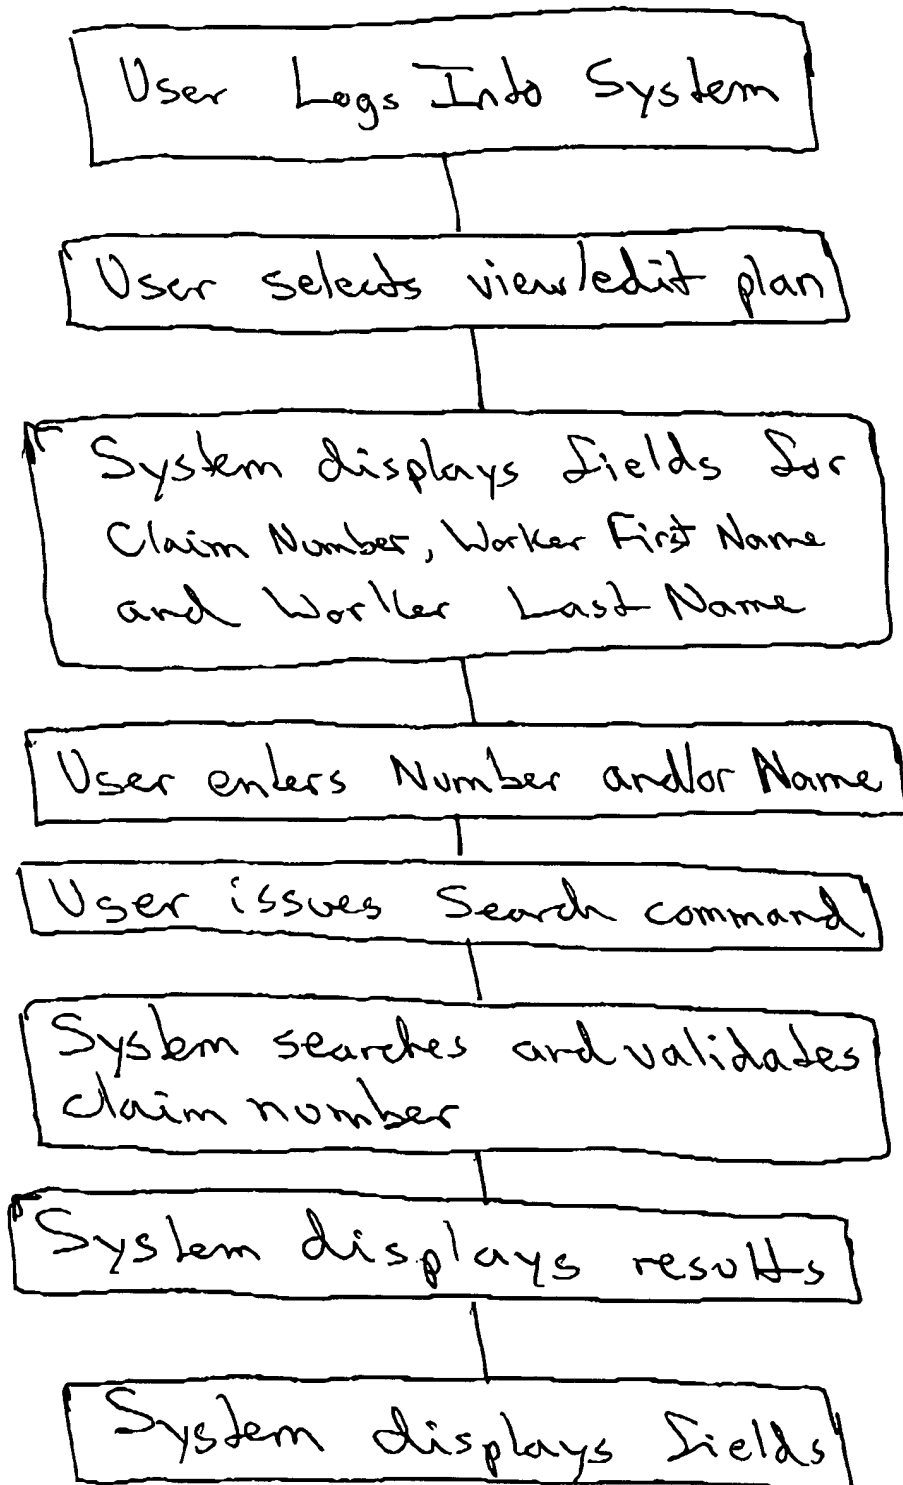 User Logs Into System
User selects view/edit plan
System displays fields for
Claim Number, Worker First Name
and Worker Last Name
User enters Number and/or Name
User issues Search command
System searches and validates
claim number
System displays results
System displays fields